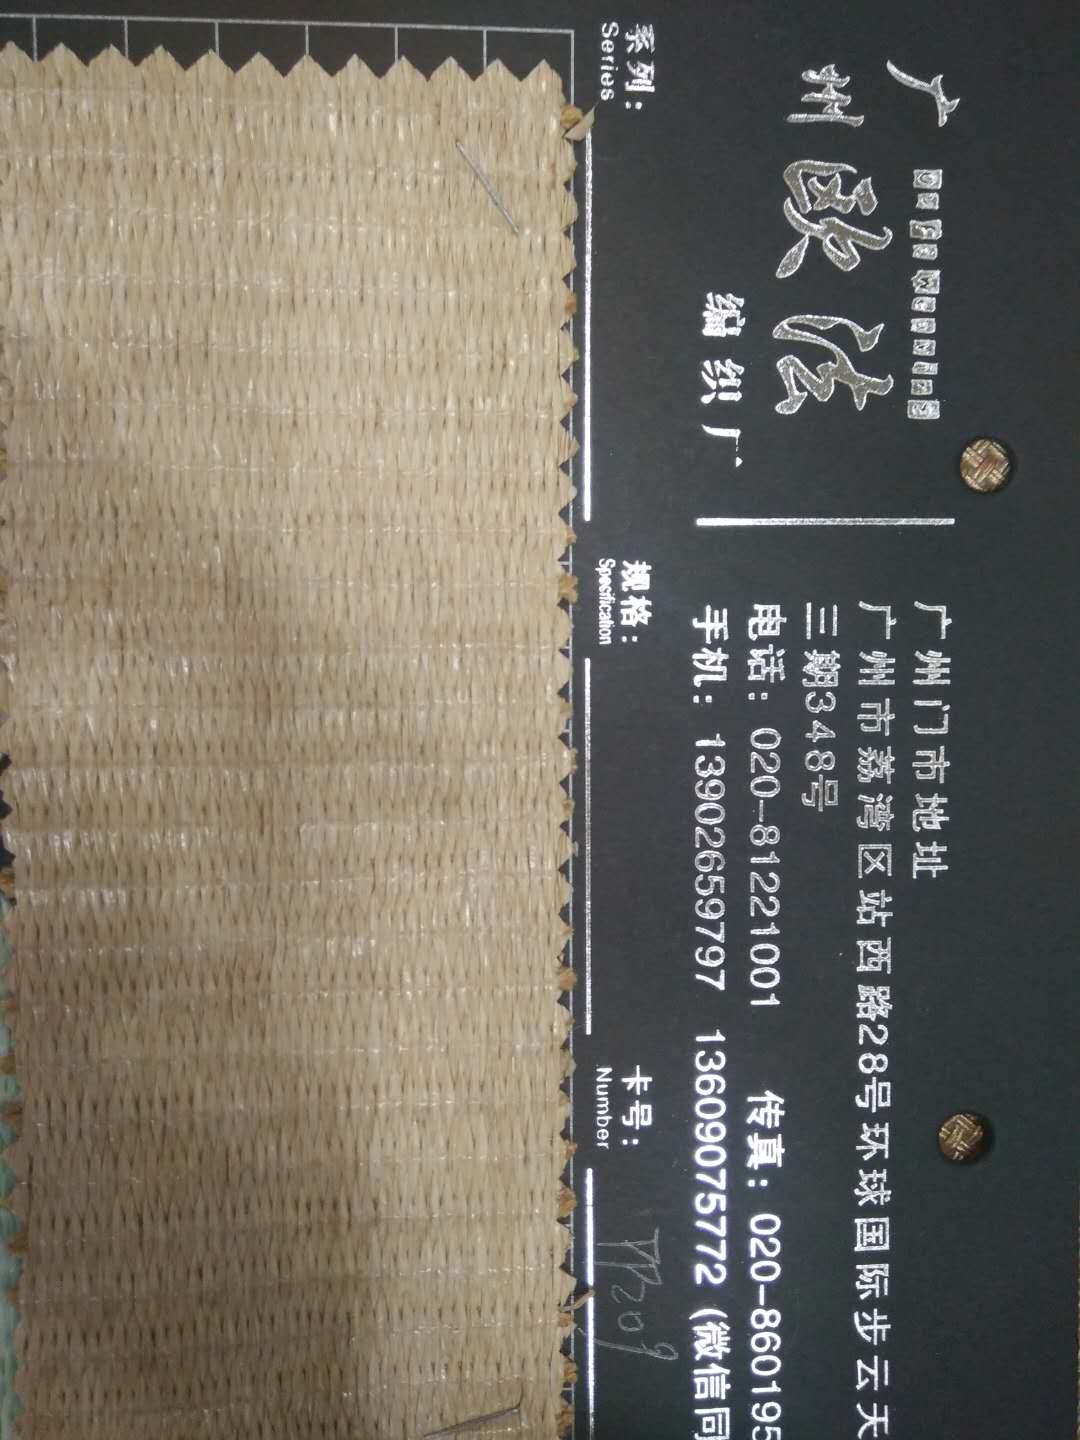 广州欧法
编织厂
广州门市地址
广州市荔湾区站西路28号环球国际步云天
三期348号
电话：020-81221001 传真：020-860195
手机：13902659797 13609075772（微信同
系列：
Series
规格：
Specification
卡号：
Number